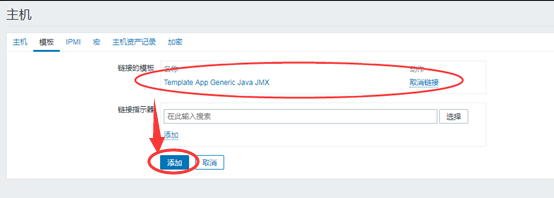 主机
主机 模板 IPMI 宏 主机资产记录 加密
链接的模板 名称 动作
Template App Generic Java JMX 取消链接
链接指示器 在此输入搜索 选择
添加
添加 取消